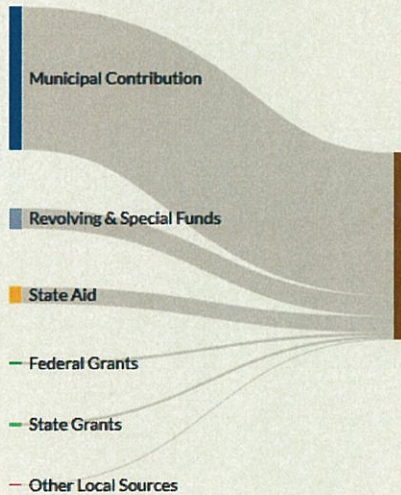 Municipal Contribution
Revolving & Special Funds
State Aid
Federal Grants
State Grants
Other Local Sources